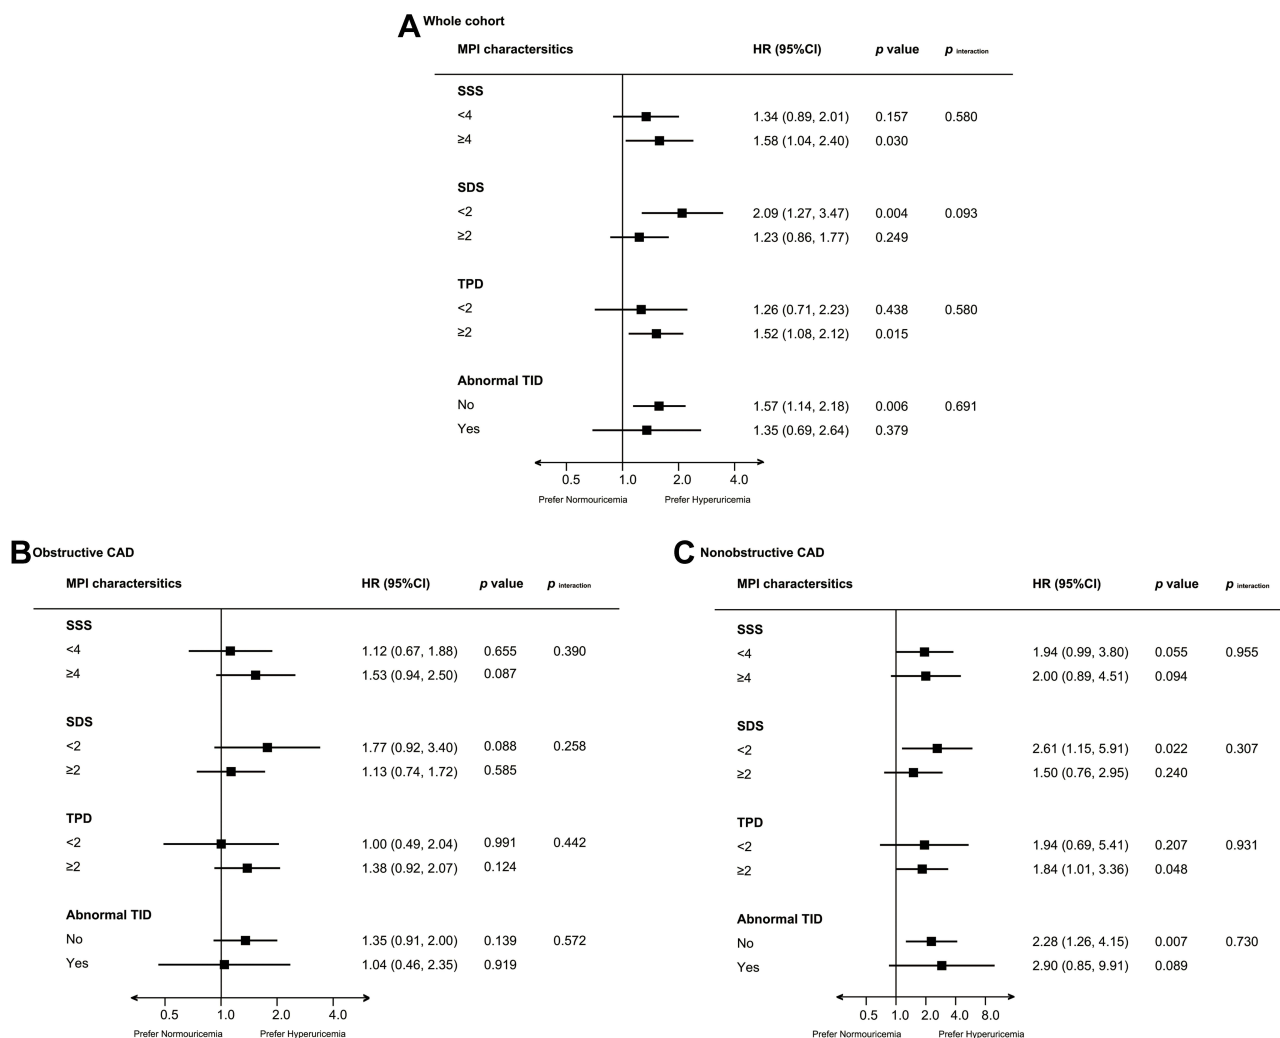 A Whole cohort
MPI charactersitics HR (95%CI) p value p interaction
SSS
<4 1.34 (0.89, 2.01) 0.157 0.580
≥4 1.58 (1.04, 2.40) 0.030
SDS
<2 2.09 (1.27, 3.47) 0.004 0.093
≥2 1.23 (0.86, 1.77) 0.249
TPD
<2 1.26 (0.71, 2.23) 0.438 0.580
≥2 1.52 (1.08, 2.12) 0.015
Abnormal TID
No 1.57 (1.14, 2.18) 0.006 0.691
Yes 1.35 (0.69, 2.64) 0.379
0.5 1.0 2.0 4.0
Prefer Normouricemia Prefer Hyperuricemia
B Obstructive CAD
MPI charactersitics HR (95%CI) p value p interaction
SSS
<4 1.12 (0.67, 1.88) 0.655 0.390
≥4 1.53 (0.94, 2.50) 0.087
SDS
<2 1.77 (0.92, 3.40) 0.088 0.258
≥2 1.13 (0.74, 1.72) 0.585
TPD
<2 1.00 (0.49, 2.04) 0.991 0.442
≥2 1.38 (0.92, 2.07) 0.124
Abnormal TID
No 1.35 (0.91, 2.00) 0.139 0.572
Yes 1.04 (0.46, 2.35) 0.919
0.5 1.0 2.0 4.0
Prefer Normouricemia Prefer Hyperuricemia
C Nonobstructive CAD
MPI charactersitics HR (95%CI) p value p interaction
SSS
<4 1.94 (0.99, 3.80) 0.055 0.955
≥4 2.00 (0.89, 4.51) 0.094
SDS
<2 2.61 (1.15, 5.91) 0.022 0.307
≥2 1.50 (0.76, 2.95) 0.240
TPD
<2 1.94 (0.69, 5.41) 0.207 0.931
≥2 1.84 (1.01, 3.36) 0.048
Abnormal TID
No 2.28 (1.26, 4.15) 0.007 0.730
Yes 2.90 (0.85, 9.91) 0.089
0.5 1.0 2.0 4.0 8.0
Prefer Normouricemia Prefer Hyperuricemia